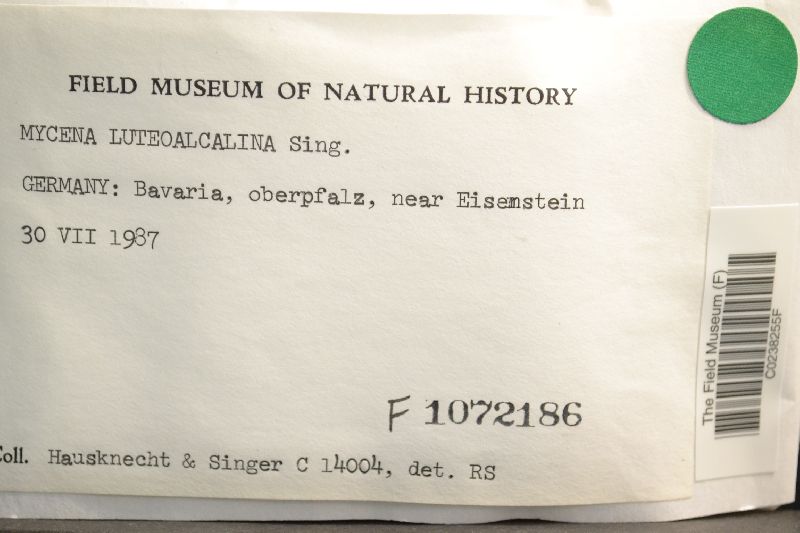 FIELD MUSEUM OF NATURAL HISTORY
MYCENA LUTEOALCALINA Sing.
GERMANY: Bavaria, oberpfalz, near Eisenstein
30 VII 1987
F 1072186
Coll. Hausknecht & Singer C 14004, det. RS
The Field Museum (F)
C0238255F